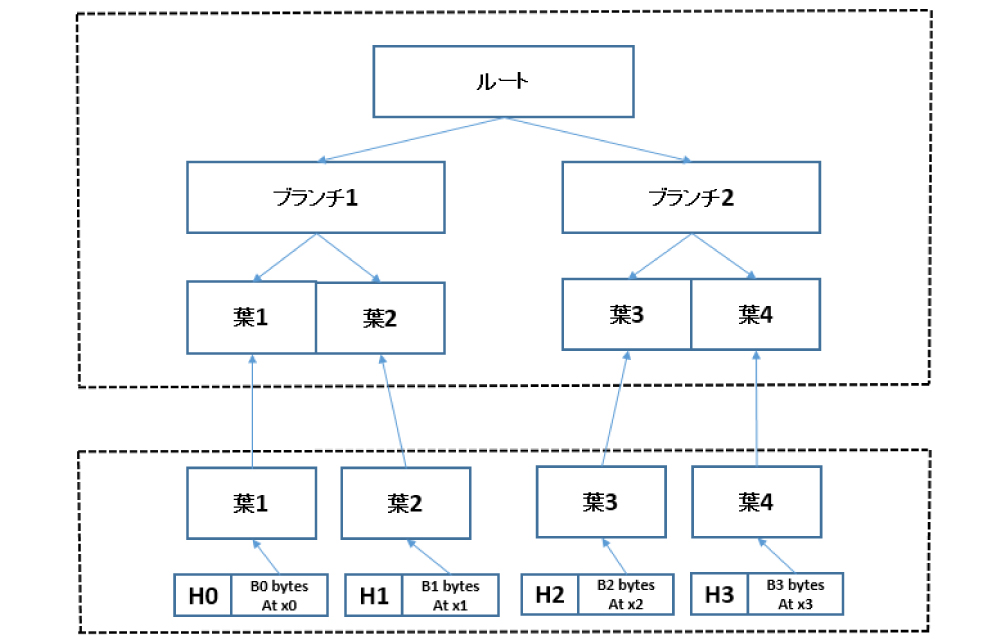 ルート
ブランチ1
ブランチ2
葉1
葉2
葉3
葉4
葉1
葉2
葉3
葉4
H0
B0 bytes
At x0
H1
B1 bytes
At x1
H2
B2 bytes
At x2
H3
B3 bytes
At x3